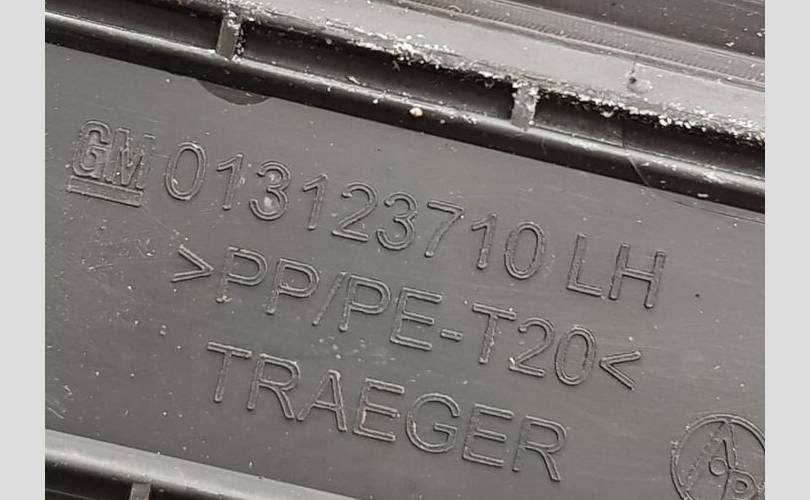 GM 013123710 LH
>PP/PE-T20<
TRAEGER